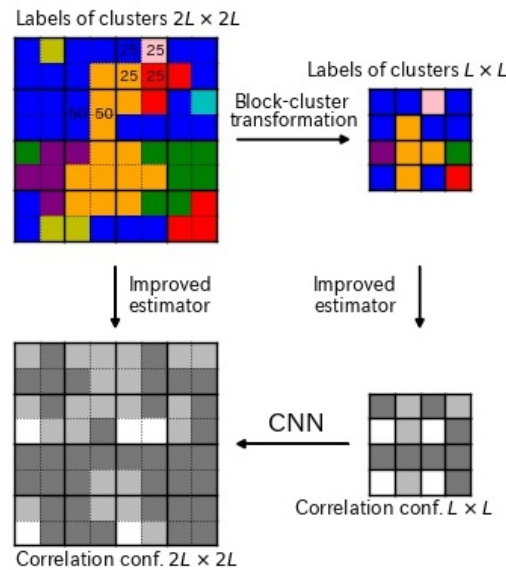 Labels of clusters 2L × 2L
25 25
25 25
50 50
Labels of clusters L × L
Block-cluster
transformation
Improved
estimator
Improved
estimator
CNN
Correlation conf. L × L
Correlation conf. 2L × 2L